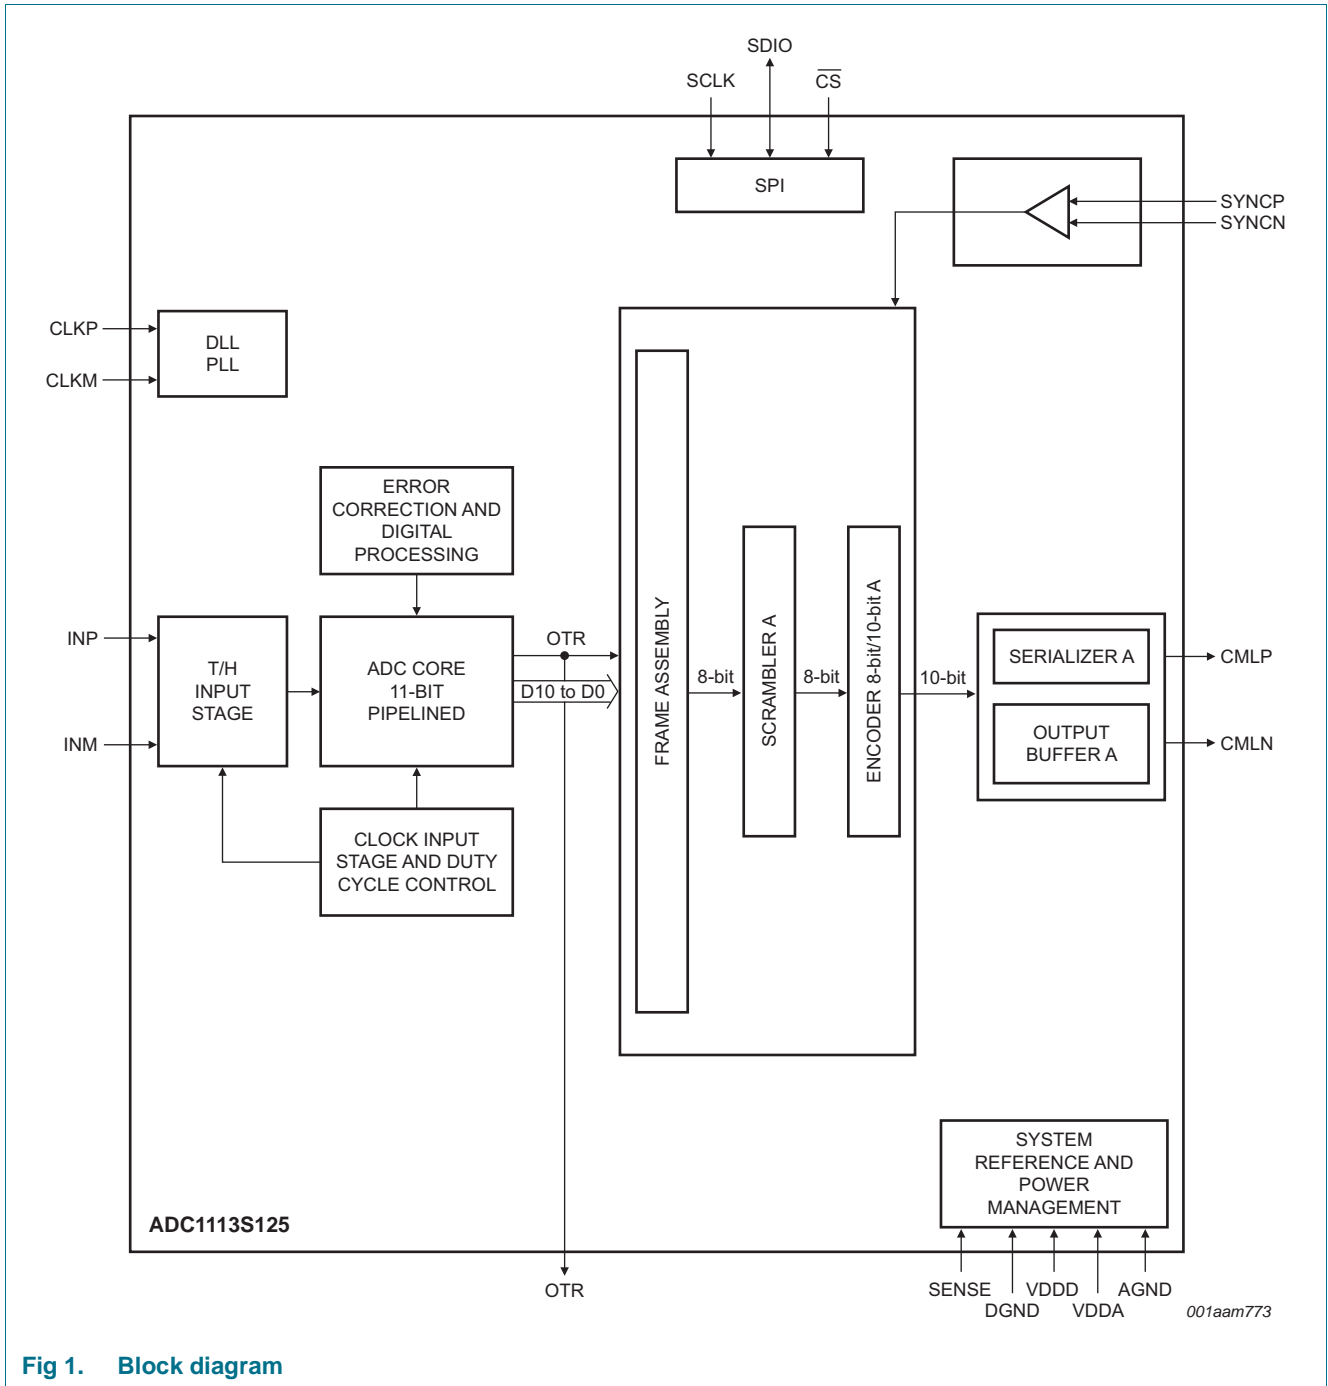 SDIO
SCLK
CS
SPI
SYNCP
SYNCN
CLKP
CLKM
DLL
PLL
ERROR
CORRECTION AND
DIGITAL
PROCESSING
INP
INM
T/H
INPUT
STAGE
ADC CORE
11-BIT
PIPELINED
OTR
D10 to D0
CLOCK INPUT
STAGE AND DUTY
CYCLE CONTROL
FRAME ASSEMBLY
8-bit
SCRAMBLER A
8-bit
ENCODER 8-bit/10-bit A
10-bit
SERIALIZER A
OUTPUT
BUFFER A
CMLP
CMLN
SYSTEM
REFERENCE AND
POWER
MANAGEMENT
ADC1113S125
OTR
SENSE
DGND
VDDD
VDDA
AGND
001aam773
Fig 1. Block diagram